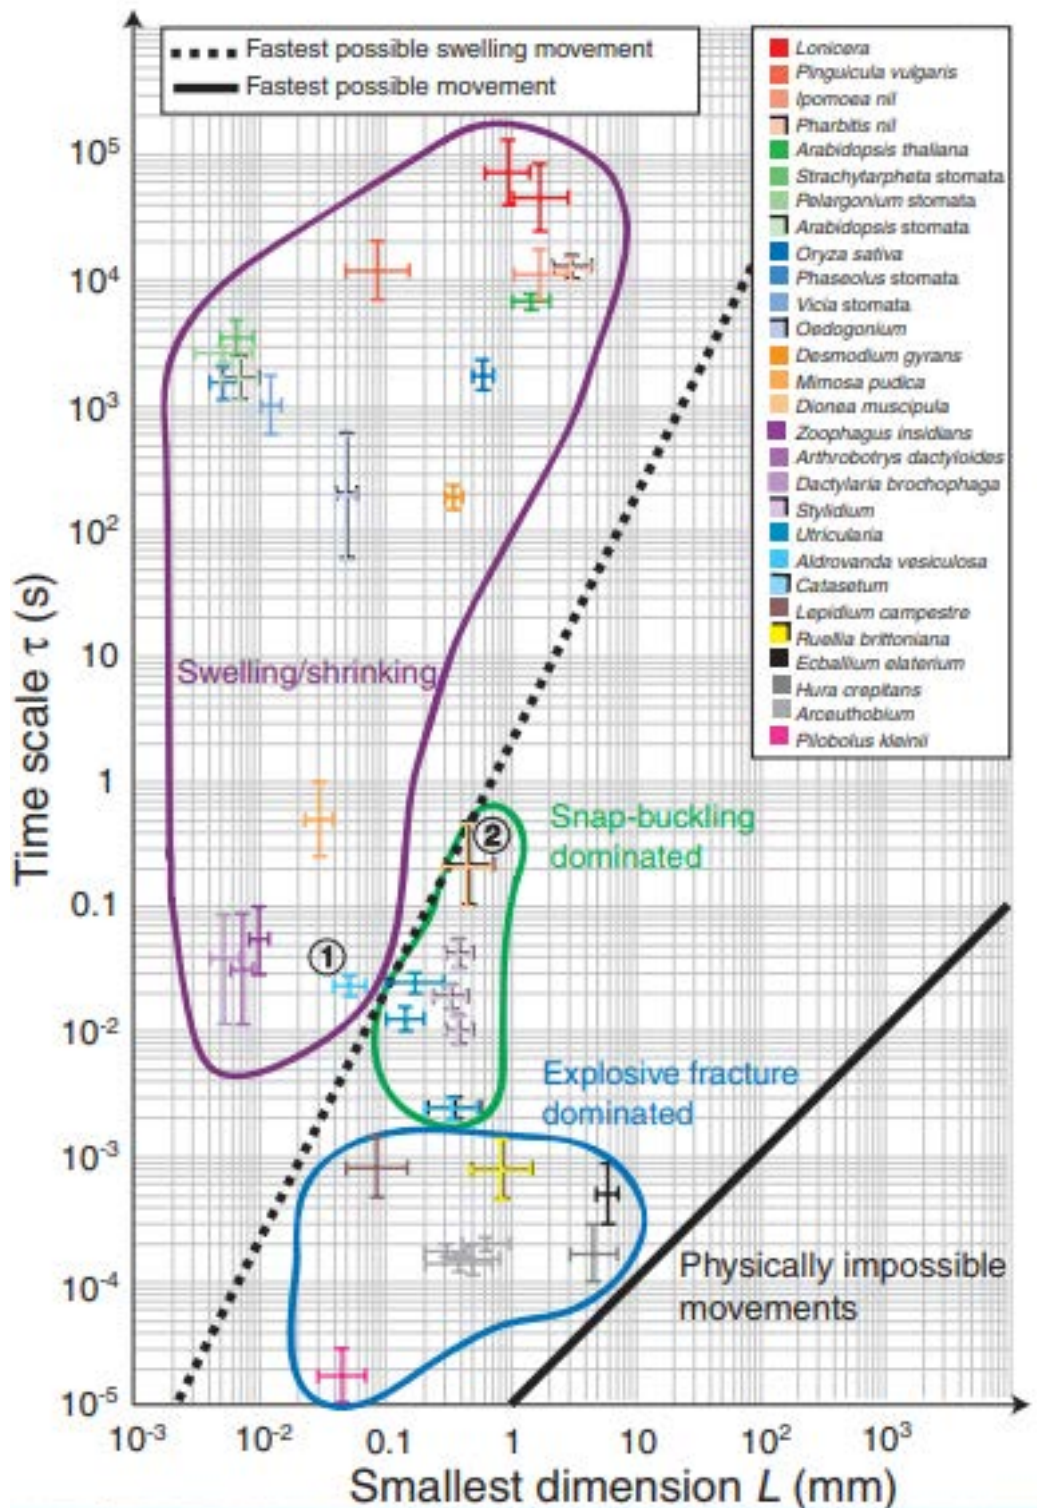 Fastest possible swelling movement
Fastest possible movement
Lonicera
Pinguicula vulgaris
Ipomoea nil
Pharbitis nil
Arabidopsis thaliana
Strachytarpheta stomata
Pelargonium stomata
Arabidopsis stomata
Oryza sativa
Phaseolus stomata
Vicia stomata
Oedogonium
Desmodium gyrans
Mimosa pudica
Dionea muscipula
Zoophagus insidians
Arthrobotrys dactyloides
Dactylaria brochophaga
Stylidium
Utricularia
Aldrovanda vesiculosa
Catasetum
Lepidium campestre
Ruellia brittoniana
Ecballium elaterium
Hura crepitans
Arceuthobium
Pilobolus kleinii
Time scale τ (s)
10⁵
10⁴
10³
10²
10
1
0.1
10⁻²
10⁻³
10⁻⁴
10⁻⁵
Swelling/shrinking
Snap-buckling
dominated
①
②
Explosive fracture
dominated
Physically impossible
movements
10⁻³ 10⁻² 0.1 1 10 10² 10³
Smallest dimension L (mm)